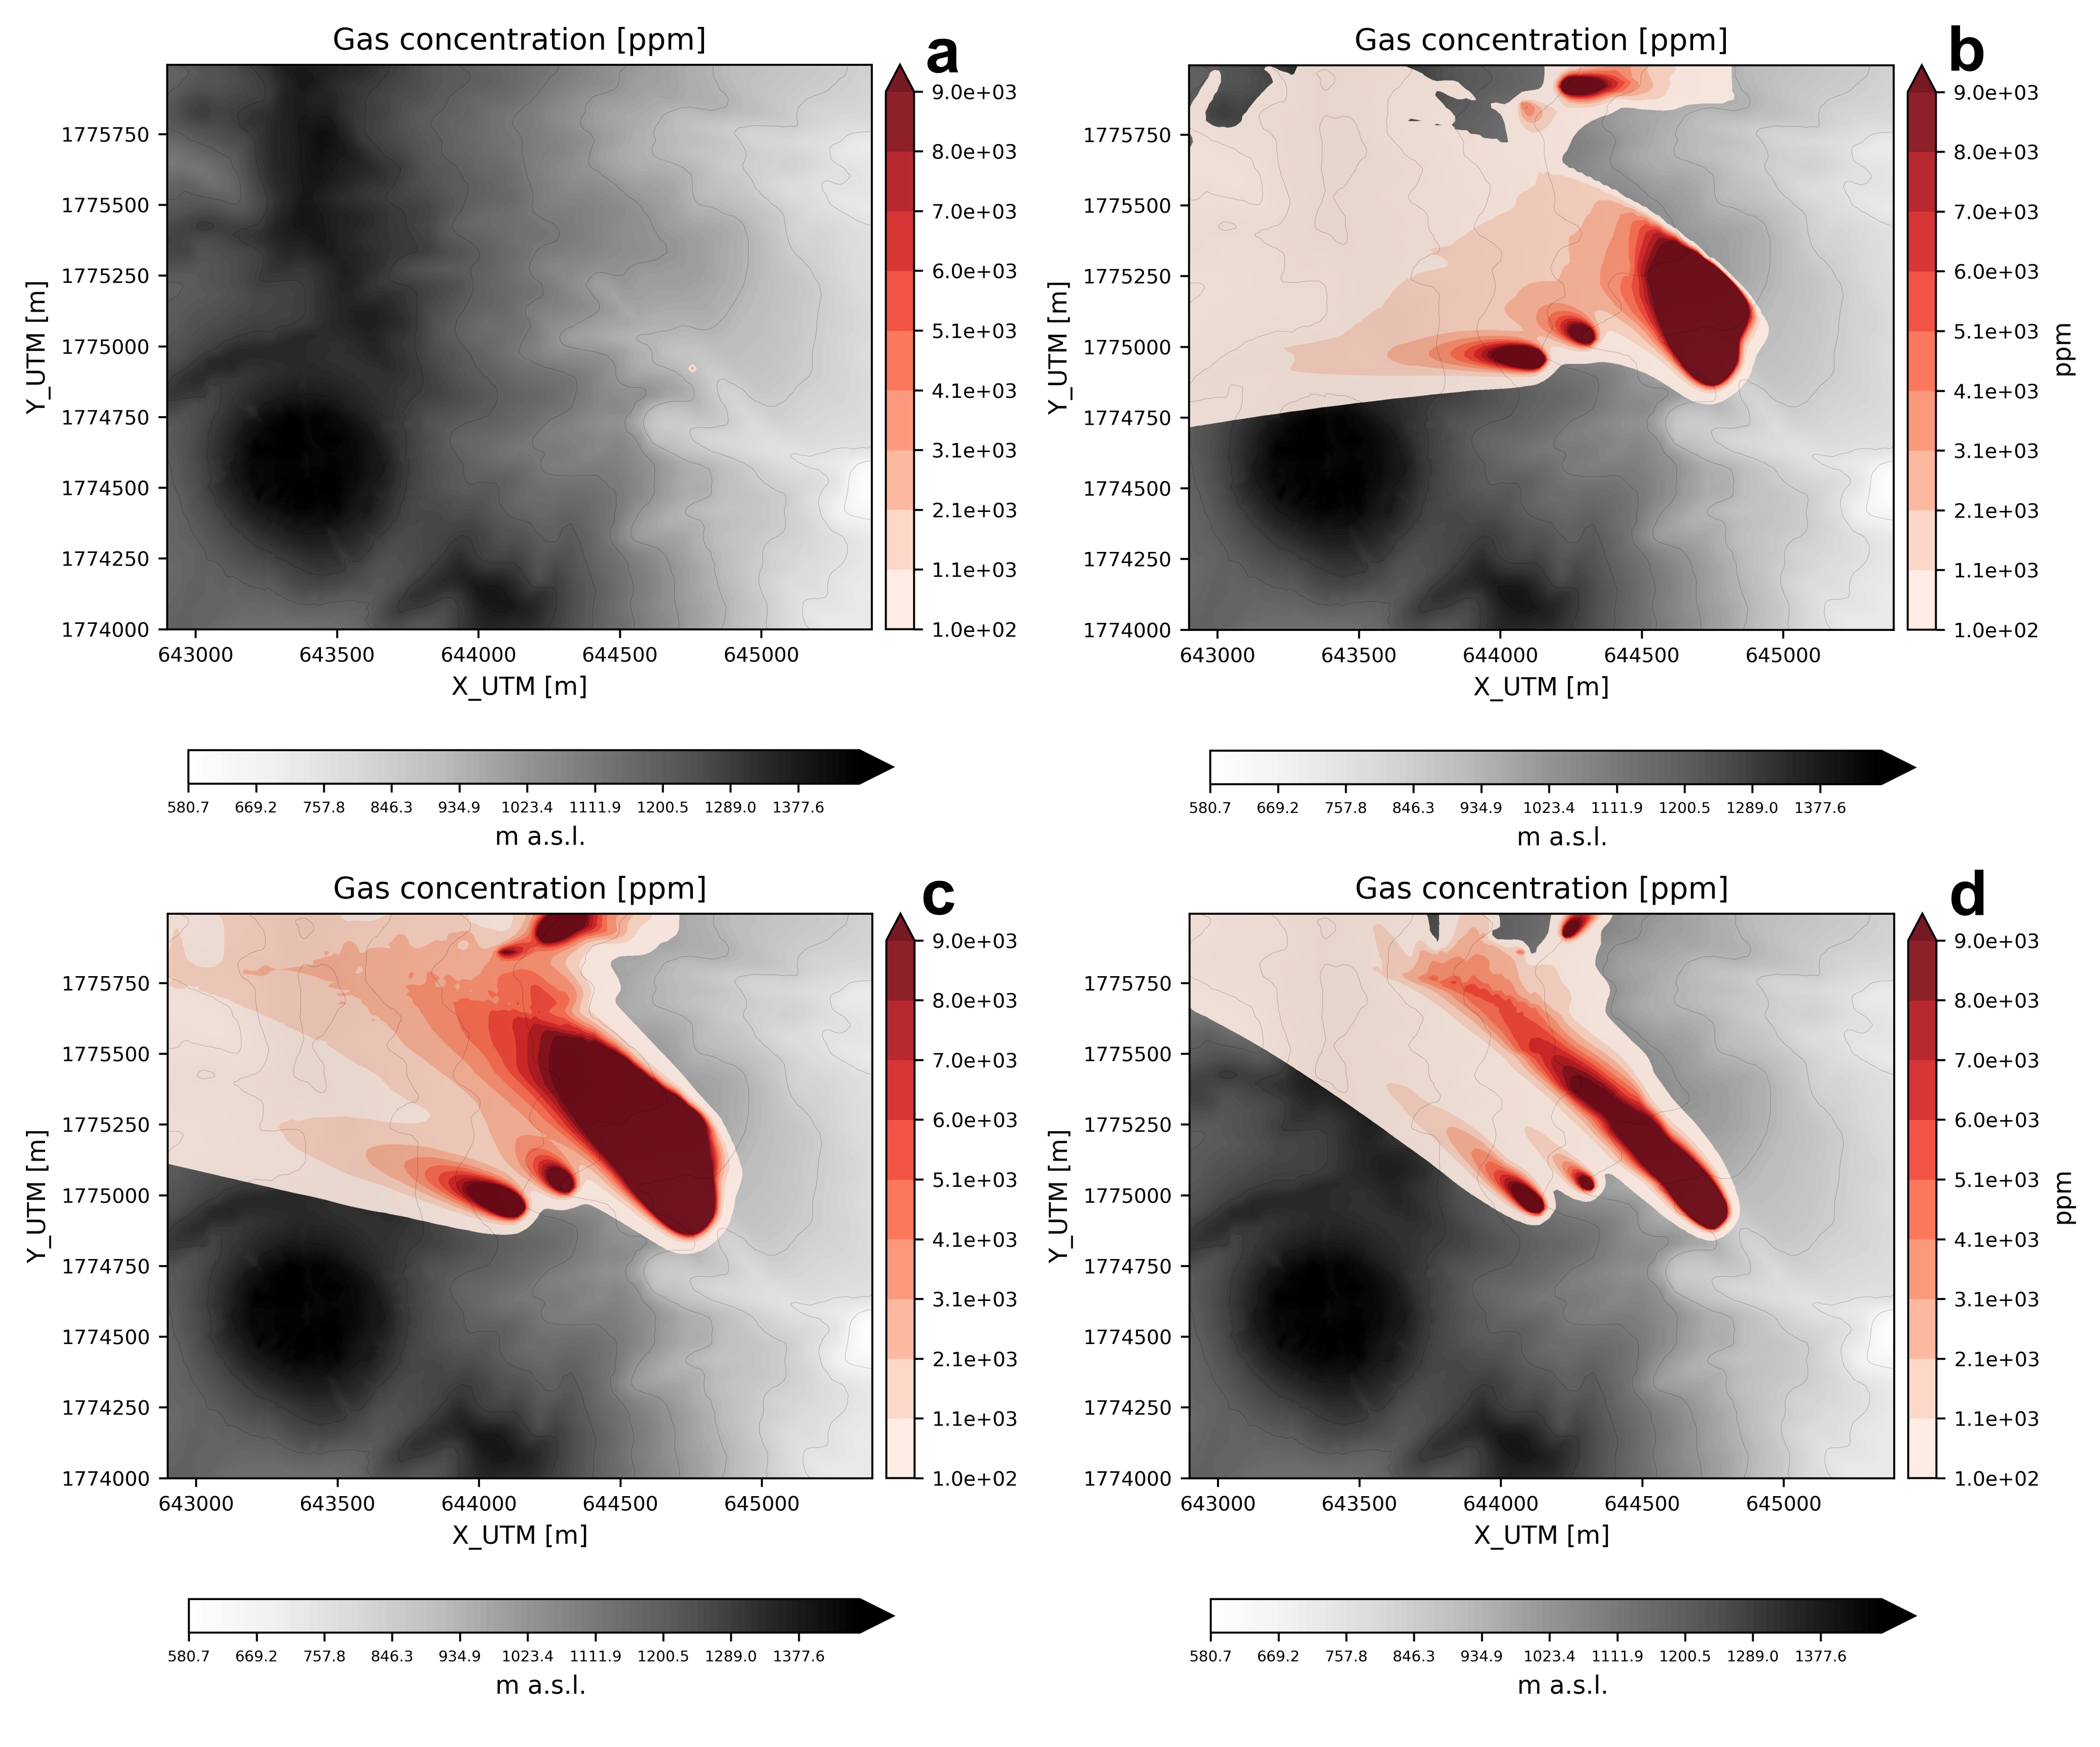 Gas concentration [ppm]
a
Y_UTM [m]
1775750
1775500
1775250
1775000
1774750
1774500
1774250
1774000
643000 643500 644000 644500 645000
X_UTM [m]
9.0e+03
8.0e+03
7.0e+03
6.0e+03
5.1e+03
4.1e+03
3.1e+03
2.1e+03
1.1e+03
1.0e+02
580.7 669.2 757.8 846.3 934.9 1023.4 1111.9 1200.5 1289.0 1377.6
m a.s.l.
Gas concentration [ppm]
b
Y_UTM [m]
1775750
1775500
1775250
1775000
1774750
1774500
1774250
1774000
643000 643500 644000 644500 645000
X_UTM [m]
9.0e+03
8.0e+03
7.0e+03
6.0e+03
5.1e+03
4.1e+03
3.1e+03
2.1e+03
1.1e+03
1.0e+02
ppm
580.7 669.2 757.8 846.3 934.9 1023.4 1111.9 1200.5 1289.0 1377.6
m a.s.l.
Gas concentration [ppm]
c
Y_UTM [m]
1775750
1775500
1775250
1775000
1774750
1774500
1774250
1774000
643000 643500 644000 644500 645000
X_UTM [m]
9.0e+03
8.0e+03
7.0e+03
6.0e+03
5.1e+03
4.1e+03
3.1e+03
2.1e+03
1.1e+03
1.0e+02
580.7 669.2 757.8 846.3 934.9 1023.4 1111.9 1200.5 1289.0 1377.6
m a.s.l.
Gas concentration [ppm]
d
Y_UTM [m]
1775750
1775500
1775250
1775000
1774750
1774500
1774250
1774000
643000 643500 644000 644500 645000
X_UTM [m]
9.0e+03
8.0e+03
7.0e+03
6.0e+03
5.1e+03
4.1e+03
3.1e+03
2.1e+03
1.1e+03
1.0e+02
ppm
580.7 669.2 757.8 846.3 934.9 1023.4 1111.9 1200.5 1289.0 1377.6
m a.s.l.